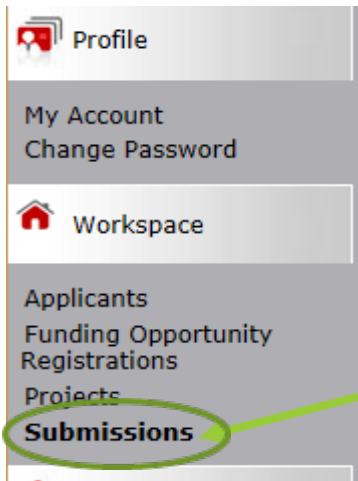 Profile
My Account
Change Password
Workspace
Applicants
Funding Opportunity
Registrations
Projects
Submissions